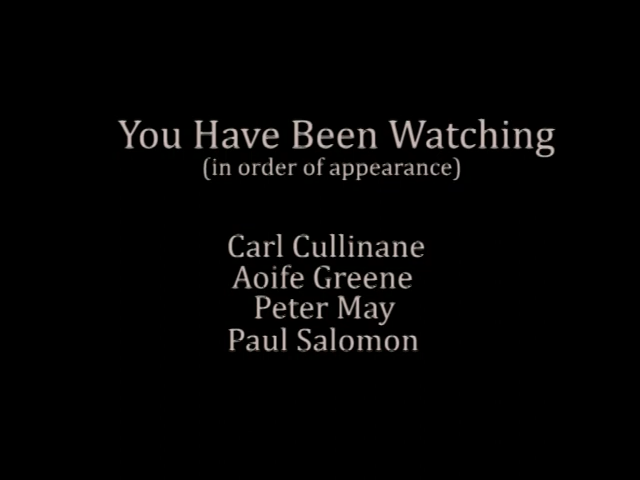 You Have Been Watching
(in order of appearance)
Carl Cullinane
Aoife Greene
Peter May
Paul Salomon